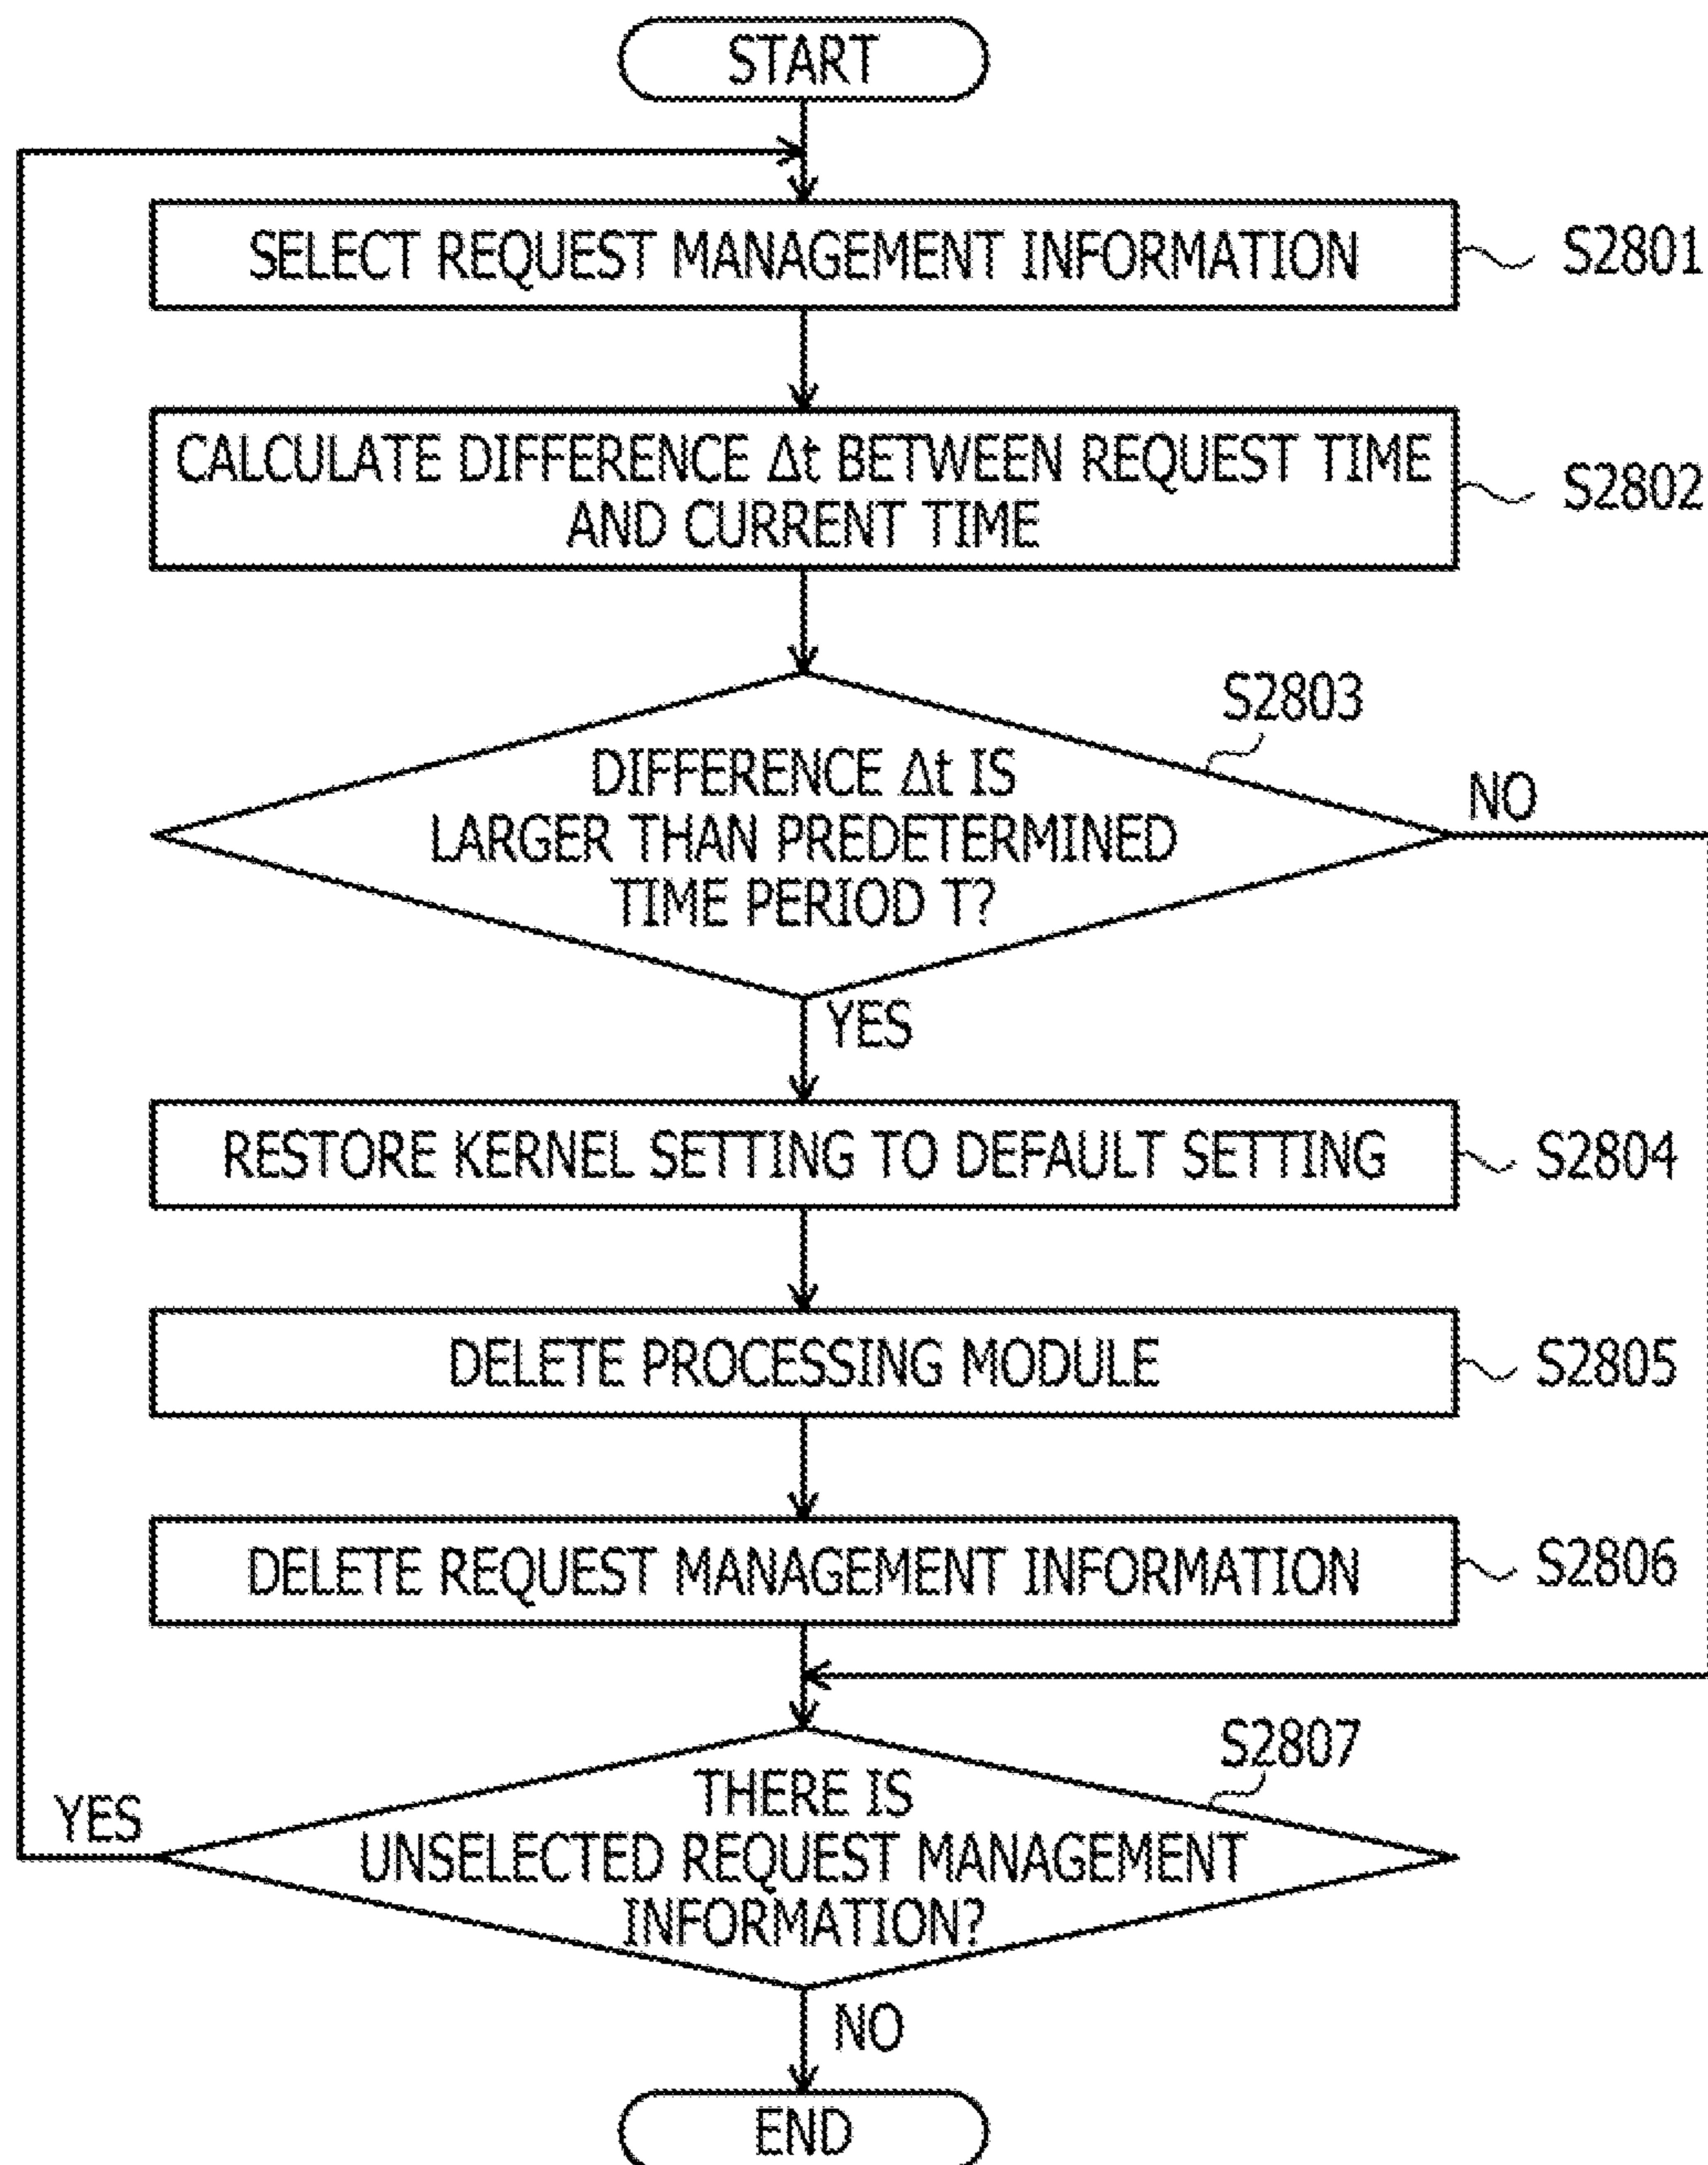 START
SELECT REQUEST MANAGEMENT INFORMATION
S2801
CALCULATE DIFFERENCE Δt BETWEEN REQUEST TIME
AND CURRENT TIME
S2802
S2803
DIFFERENCE Δt IS
LARGER THAN PREDETERMINED
TIME PERIOD T?
NO
YES
RESTORE KERNEL SETTING TO DEFAULT SETTING
S2804
DELETE PROCESSING MODULE
S2805
DELETE REQUEST MANAGEMENT INFORMATION
S2806
S2807
THERE IS
UNSELECTED REQUEST MANAGEMENT
INFORMATION?
YES
NO
END